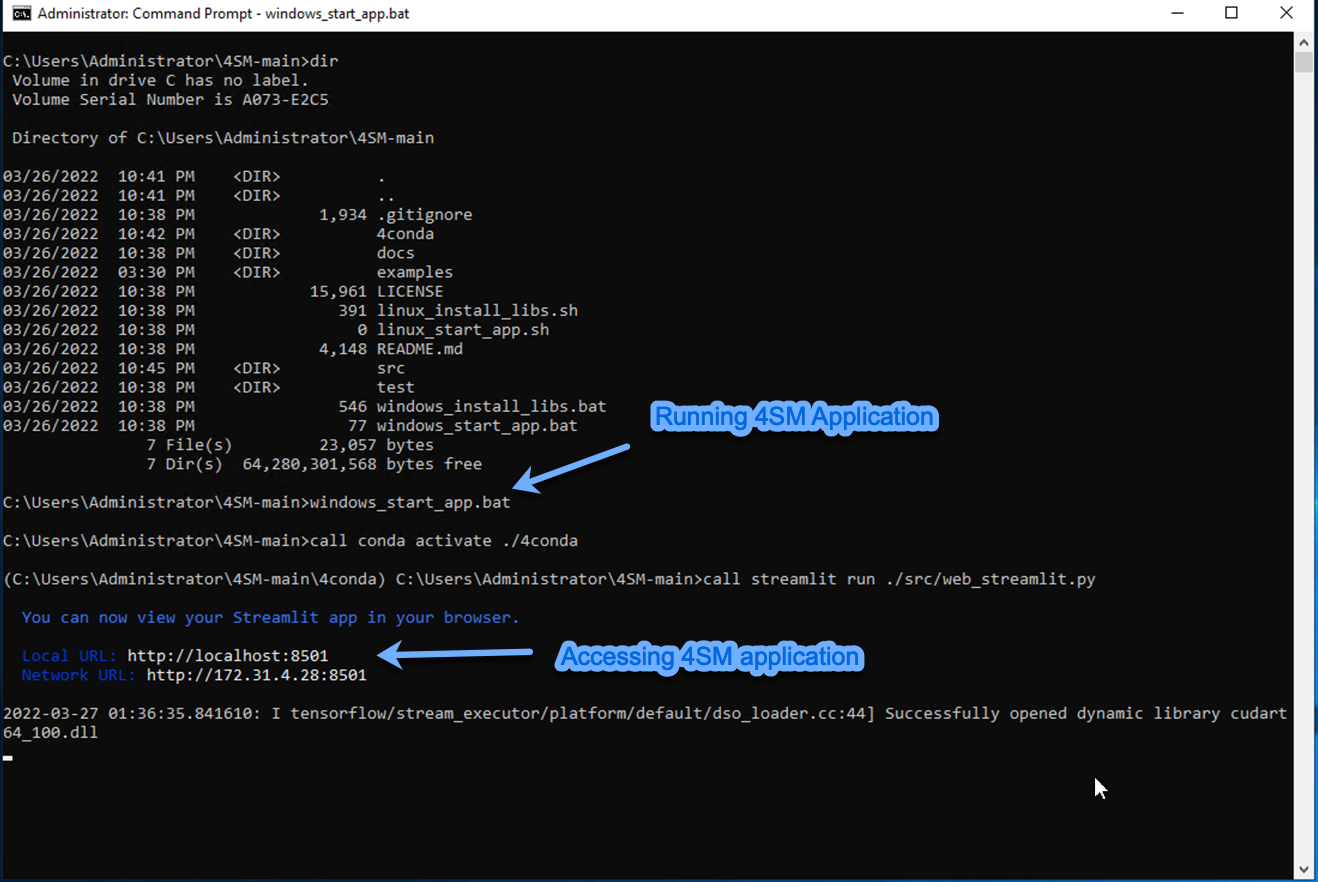 Administrator: Command Prompt - windows_start_app.bat
C:\Users\Administrator\4SM-main>dir
Volume in drive C has no label.
Volume Serial Number is A073-E2C5
Directory of C:\Users\Administrator\4SM-main
03/26/2022  10:41 PM    <DIR>          .
03/26/2022  10:41 PM    <DIR>          ..
03/26/2022  10:38 PM             1,934 .gitignore
03/26/2022  10:42 PM    <DIR>          4conda
03/26/2022  10:38 PM    <DIR>          docs
03/26/2022  03:30 PM    <DIR>          examples
03/26/2022  10:38 PM            15,961 LICENSE
03/26/2022  10:38 PM               391 linux_install_libs.sh
03/26/2022  10:38 PM                 0 linux_start_app.sh
03/26/2022  10:38 PM             4,148 README.md
03/26/2022  10:45 PM    <DIR>          src
03/26/2022  10:38 PM    <DIR>          test
03/26/2022  10:38 PM               546 windows_install_libs.bat
Running 4SM Application
03/26/2022  10:38 PM                77 windows_start_app.bat
7 File(s)         23,057 bytes
7 Dir(s)  64,280,301,568 bytes free
C:\Users\Administrator\4SM-main>windows_start_app.bat
C:\Users\Administrator\4SM-main>call conda activate ./4conda
(C:\Users\Administrator\4SM-main\4conda) C:\Users\Administrator\4SM-main>call streamlit run ./src/web_streamlit.py
You can now view your Streamlit app in your browser.
Local URL: http://localhost:8501
Accessing 4SM application
Network URL: http://172.31.4.28:8501
2022-03-27 01:36:35.841610: I tensorflow/stream_executor/platform/default/dso_loader.cc:44] Successfully opened dynamic library cudart
64_100.dll